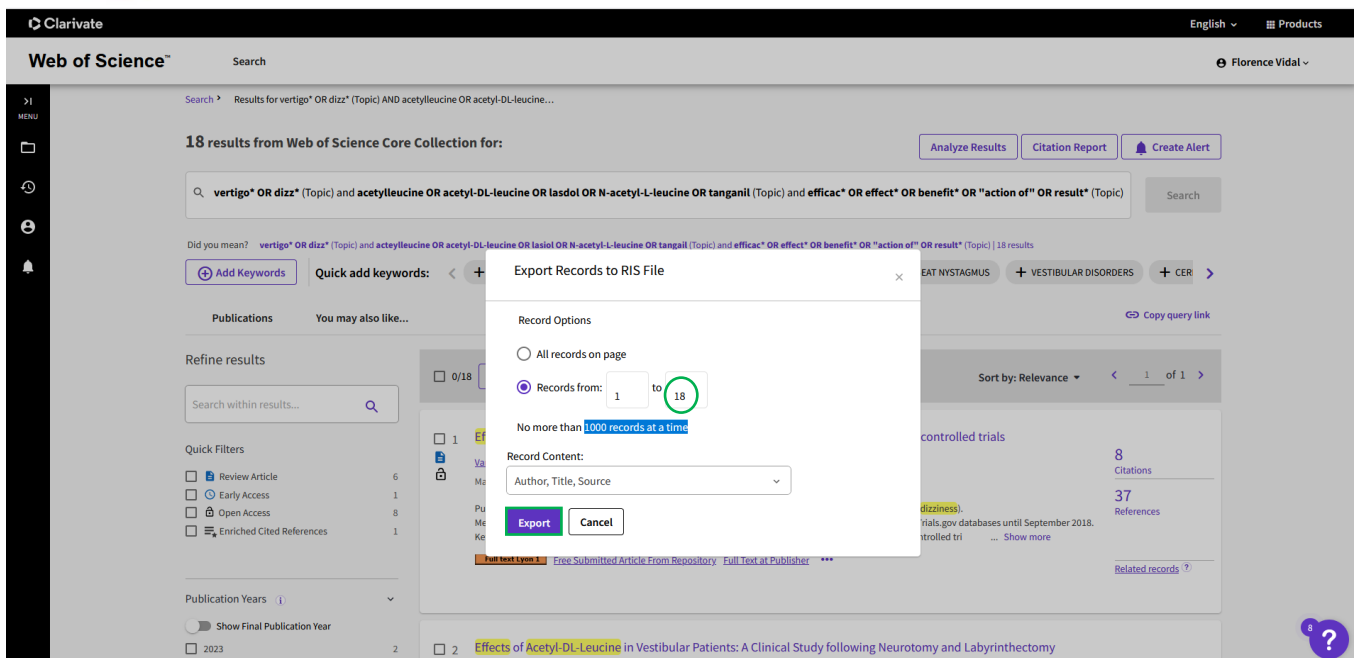 Clarivate
English
Products
Web of Science™
Search
Florence Vidal
MENU
Search > Results for vertigo* OR dizz* (Topic) AND acetylleucine OR acetyl-DL-leucine...
18 results from Web of Science Core Collection for:
Analyze Results
Citation Report
Create Alert
vertigo* OR dizz* (Topic) and acetylleucine OR acetyl-DL-leucine OR lasdol OR N-acetyl-L-leucine OR tanganil (Topic) and efficac* OR effect* OR benefit* OR "action of" OR result* (Topic)
Search
Did you mean? vertigo* OR dizz* (Topic) and acteylleucine OR acetyl-DL-leucine OR lasiol OR N-acetyl-L-leucine OR tangail (Topic) and efficac* OR effect* OR benefit* OR "action of" OR result* (Topic) | 18 results
Add Keywords
Quick add keywords:
EAT NYSTAGMUS
+ VESTIBULAR DISORDERS
+ CER
Publications
You may also like...
Copy query link
Export Records to RIS File
×
Record Options
All records on page
Records from: 1 to 18
No more than 1000 records at a time
Record Content:
Author, Title, Source
Export
Cancel
Refine results
Search within results...
0/18
Sort by: Relevance
< 1 of 1 >
Quick Filters
Review Article 6
Early Access 1
Open Access 8
Enriched Cited References 1
1
Ef
controlled trials
Va
Ma
Pu
dizziness).
Me
rials.gov databases until September 2018.
Ke
ntrolled tri ... Show more
8
Citations
37
References
Full text Lyon 1
Free Submitted Article From Repository
Full Text at Publisher
•••
Related records ?
Publication Years i
Show Final Publication Year
2023 2
2 Effects of Acetyl-DL-Leucine in Vestibular Patients: A Clinical Study following Neurotomy and Labyrinthectomy
8
?